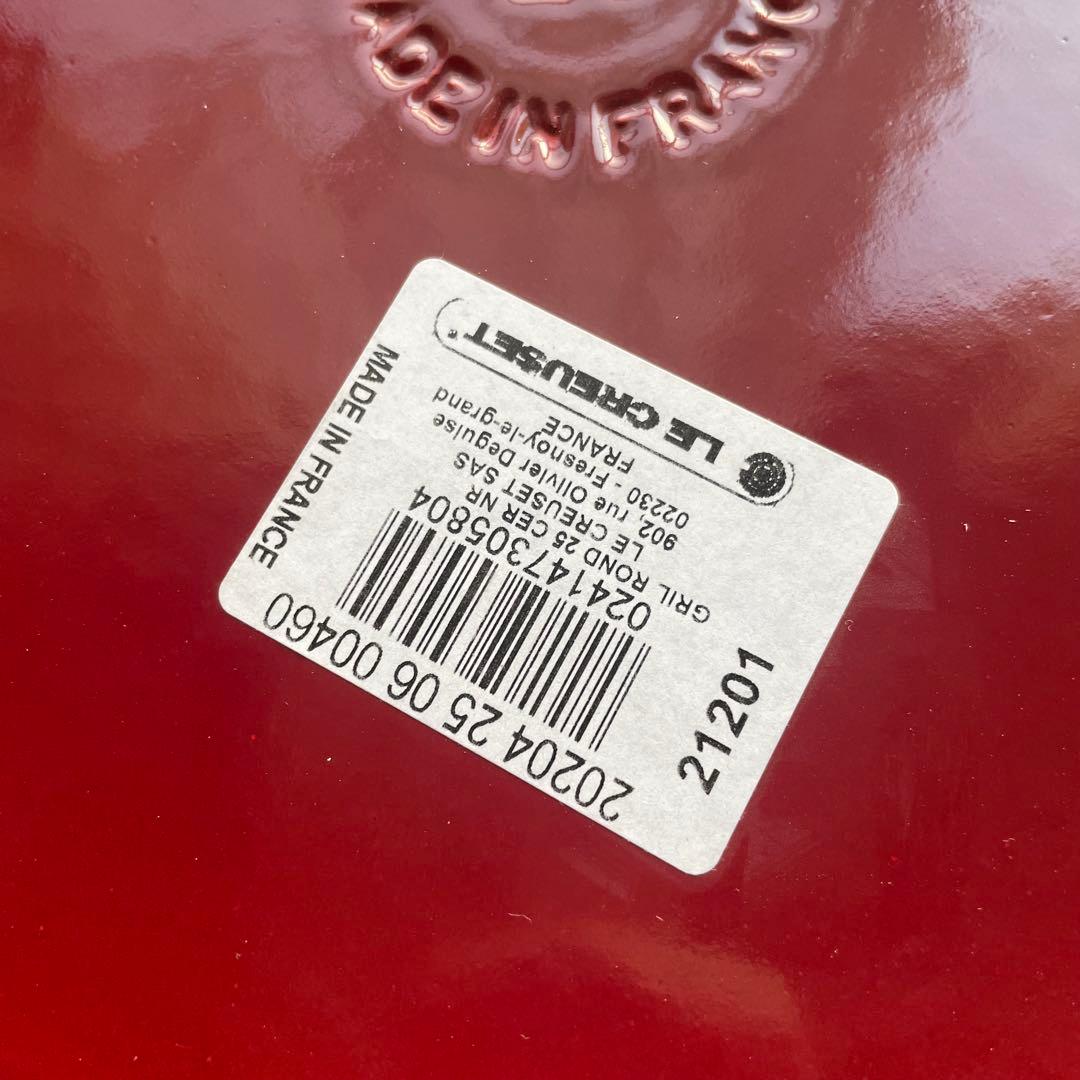 ADE IN FRANC
20204 25 06 00460
024147305804
GRIL ROND 25 CER NR
LE CREUSET SAS
902, rue Olivier Deguise
02230 - Fresnoy-le-grand
FRANCE
LE CREUSET
MADE IN FRANCE
21201